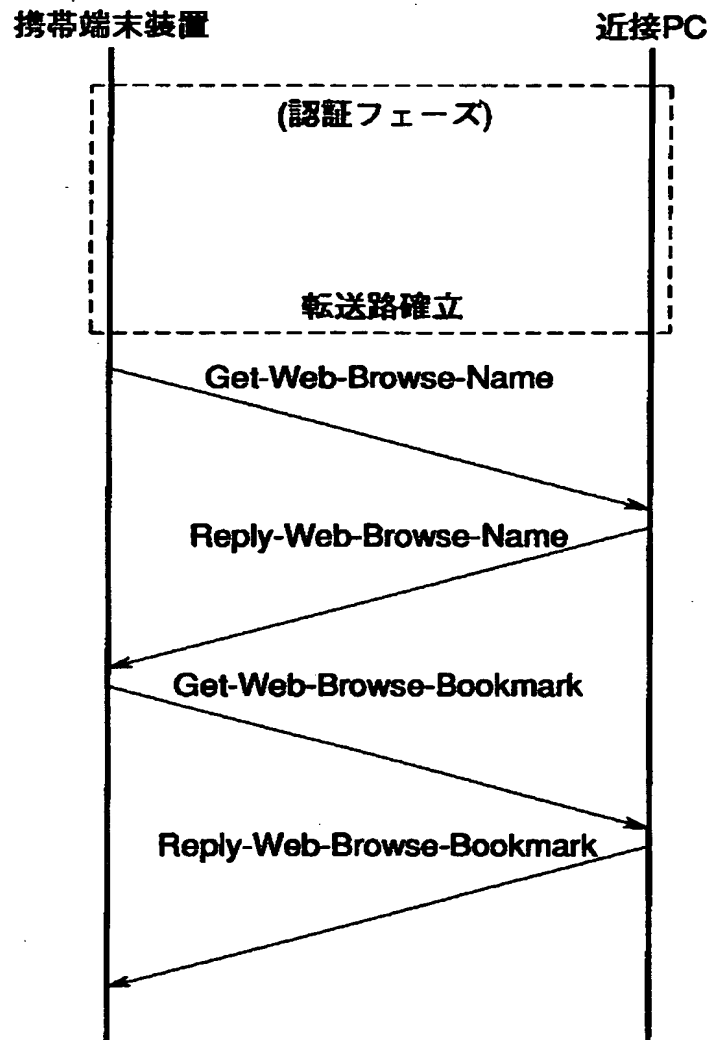 携帯端末装置
近接PC
(認証フェーズ)
転送路確立
Get-Web-Browse-Name
Reply-Web-Browse-Name
Get-Web-Browse-Bookmark
Reply-Web-Browse-Bookmark